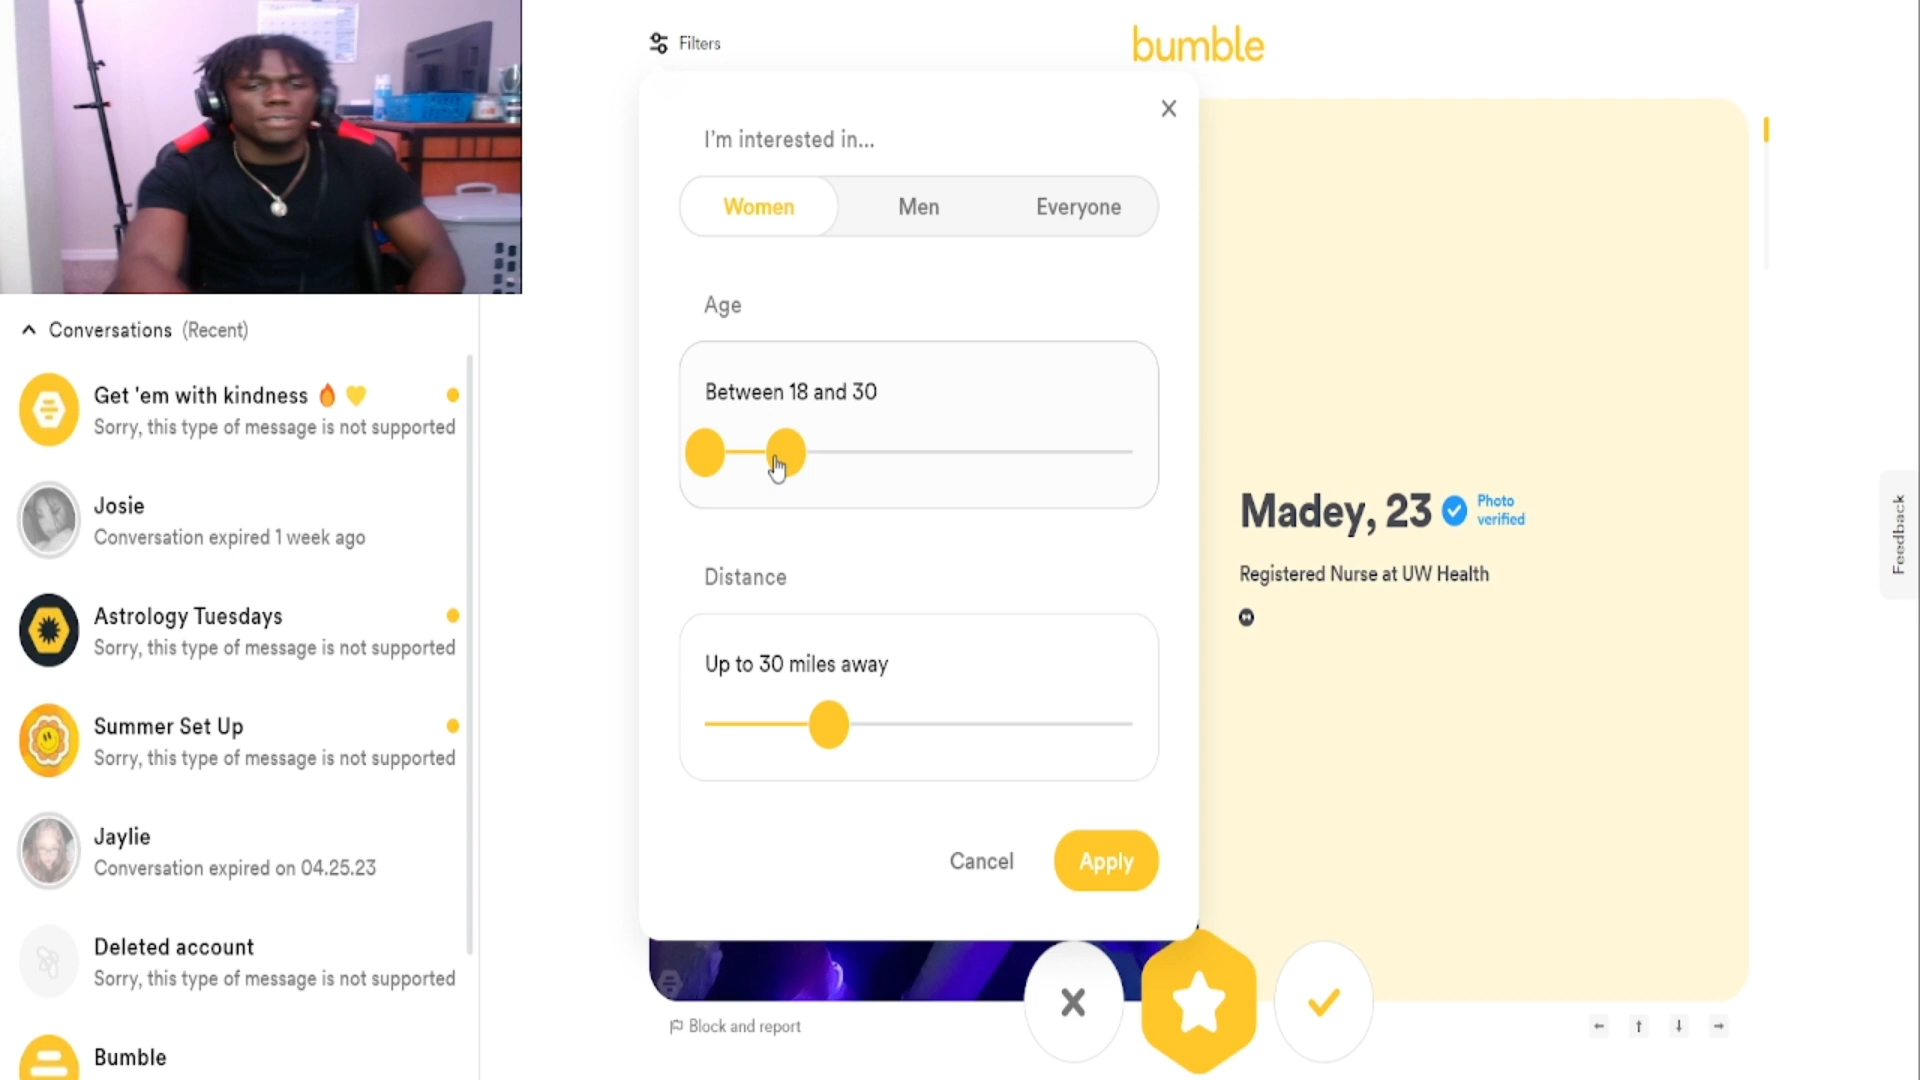 Filters
bumble
I'm interested in...
Women
Men
Everyone
Age
Between 18 and 30
Distance
Up to 30 miles away
Cancel
Apply
Conversations (Recent)
Get 'em with kindness 🔥 💛
Sorry, this type of message is not supported
Josie
Conversation expired 1 week ago
Astrology Tuesdays
Sorry, this type of message is not supported
Summer Set Up
Sorry, this type of message is not supported
Jaylie
Conversation expired on 04.25.23
Deleted account
Sorry, this type of message is not supported
Bumble
Madey, 23
Photo
verified
Registered Nurse at UW Health
Block and report
Feedback